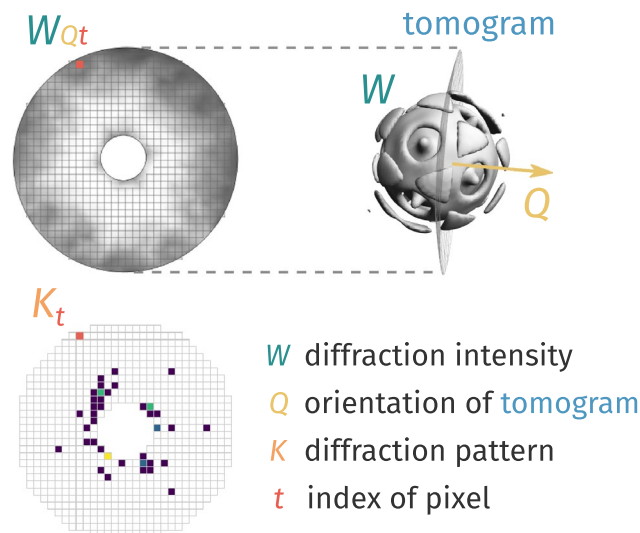 W_Qt
tomogram
W
Q
K_t
W diffraction intensity
Q orientation of tomogram
K diffraction pattern
t index of pixel